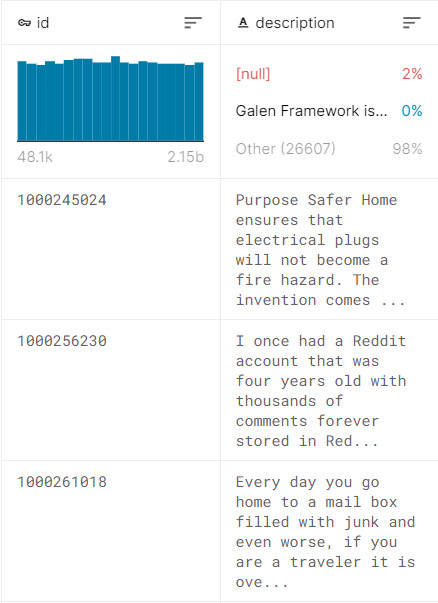 id
description
[null] 2%
Galen Framework is... 0%
Other (26607) 98%
48.1k 2.15b
1000245024
Purpose Safer Home
ensures that
electrical plugs
will not become a
fire hazard. The
invention comes ...
1000256230
I once had a Reddit
account that was
four years old with
thousands of
comments forever
stored in Red...
1000261018
Every day you go
home to a mail box
filled with junk and
even worse, if you
are a traveler it is
ove...